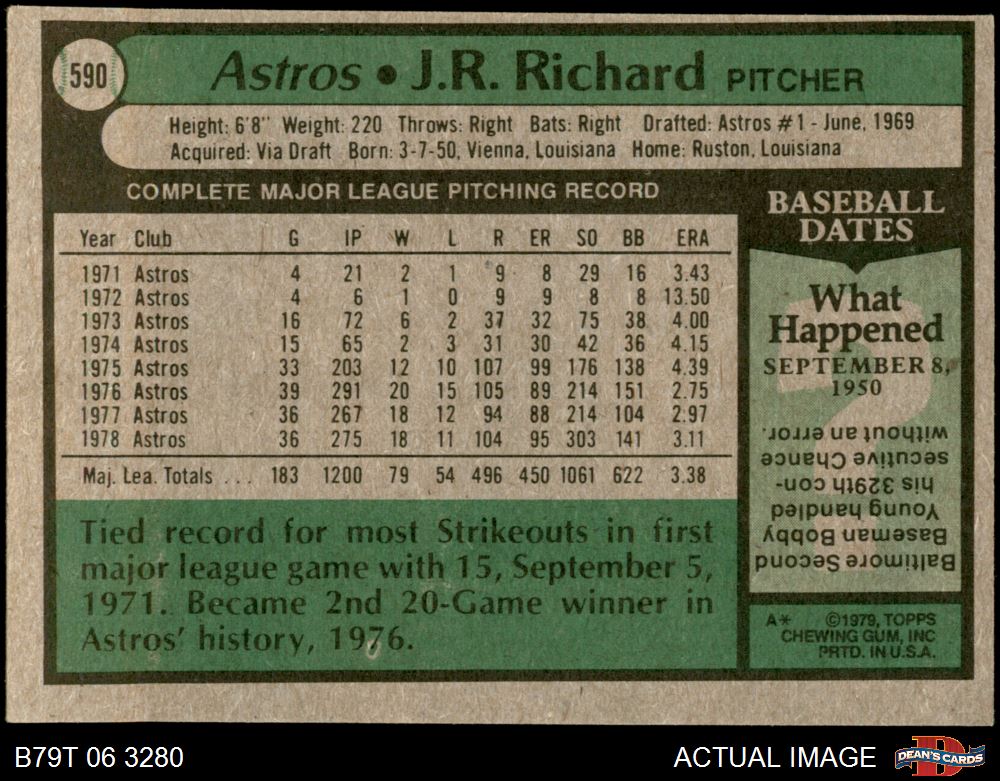 590
Astros • J.R. Richard PITCHER
Height: 6'8" Weight: 220 Throws: Right Bats: Right Drafted: Astros #1 - June, 1969
Acquired: Via Draft Born: 3-7-50, Vienna, Louisiana Home: Ruston, Louisiana
COMPLETE MAJOR LEAGUE PITCHING RECORD
Year Club G IP W L R ER SO BB ERA
1971 Astros 4 21 2 1 9 8 29 16 3.43
1972 Astros 4 6 1 0 9 9 8 8 13.50
1973 Astros 16 72 6 2 37 32 75 38 4.00
1974 Astros 15 65 2 3 31 30 42 36 4.15
1975 Astros 33 203 12 10 107 99 176 138 4.39
1976 Astros 39 291 20 15 105 89 214 151 2.75
1977 Astros 36 267 18 12 94 88 214 104 2.97
1978 Astros 36 275 18 11 104 95 303 141 3.11
Maj. Lea. Totals ... 183 1200 79 54 496 450 1061 622 3.38
Tied record for most Strikeouts in first
major league game with 15, September 5,
1971. Became 2nd 20-Game winner in
Astros' history, 1976.
BASEBALL
DATES
What
Happened
SEPTEMBER 8,
1950
Baltimore Second
Baseman Bobby
Young handled
his 329th con-
secutive Chance
without an error.
A* ©1979, TOPPS
CHEWING GUM, INC
PRTD. IN U.S.A.
B79T 06 3280
ACTUAL IMAGE
D
DEAN'S CARDS